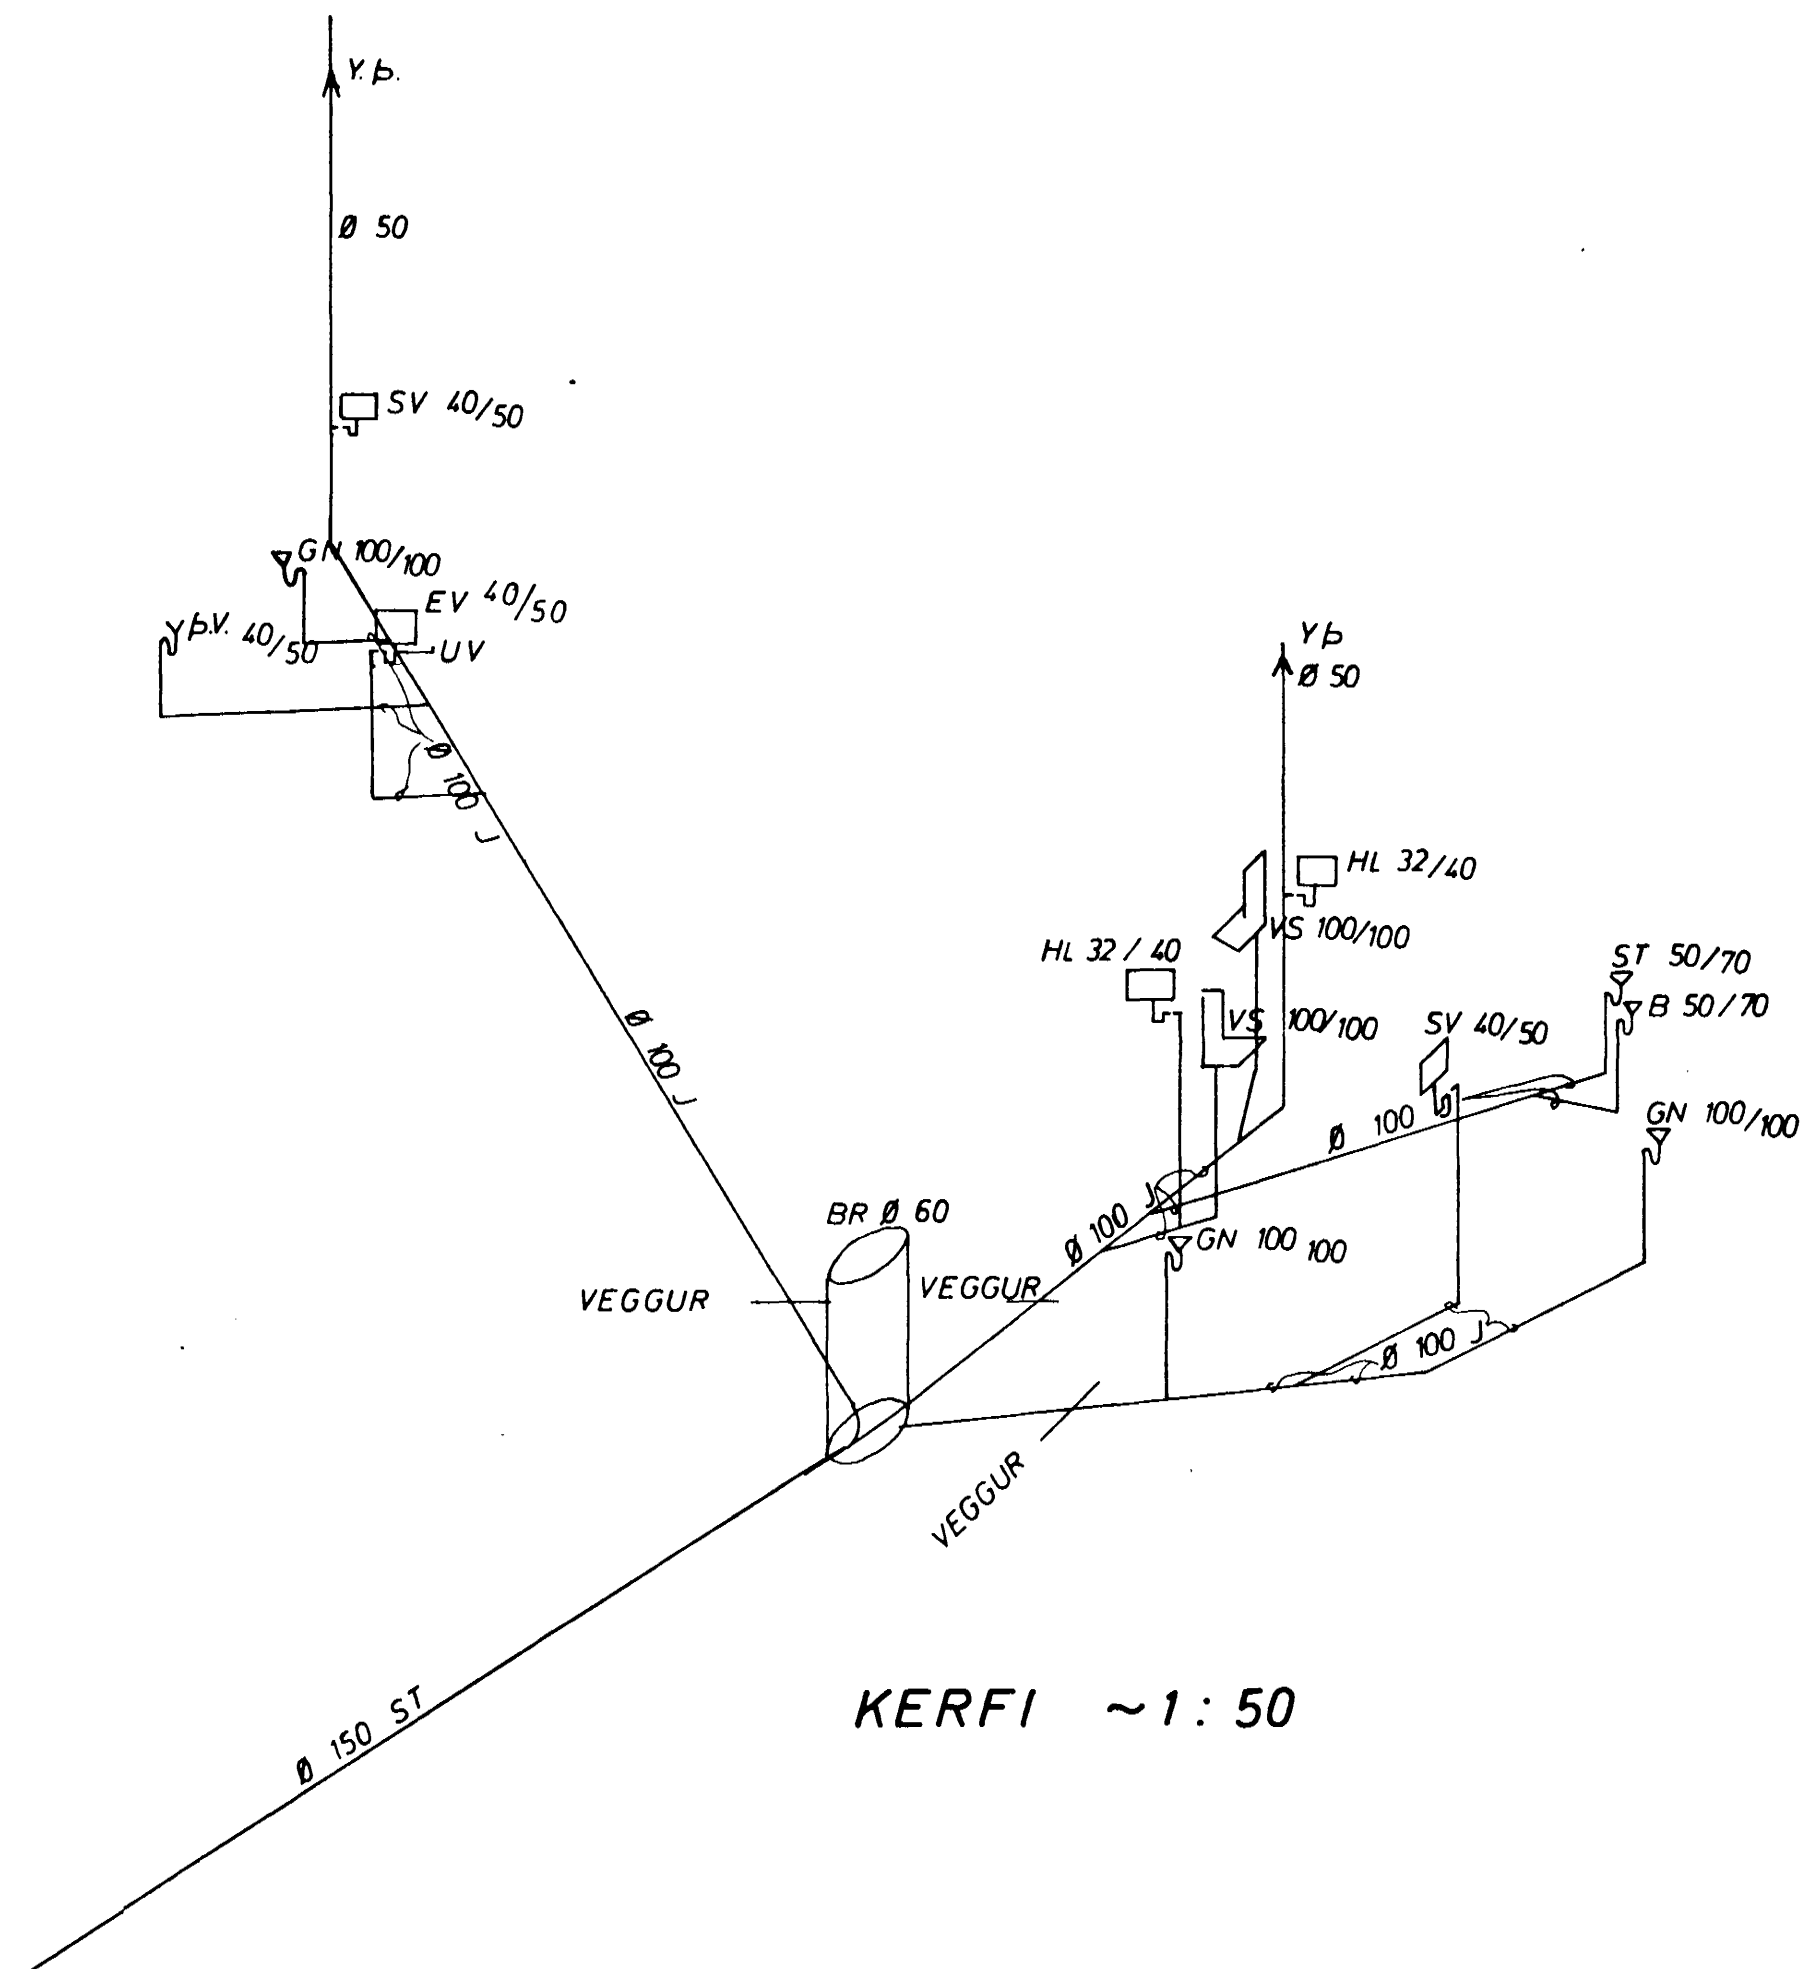 Y.Þ.
Ø 50
SV 40/50
GN 100/100
EV 40/50
YÞ.V. 40/50
UV
Ø 100 J
YÞ
Ø 50
HL 32/40
VS 100/100
HL 32/40
ST 50/70
B 50/70
VS 100/100
SV 40/50
Ø 100 J
GN 100/100
Ø 100
Ø 100 J
BR Ø 60
GN 100 100
VEGGUR
VEGGUR
Ø 100 J
VEGGUR
Ø 150 ST
KERFI ~1:50